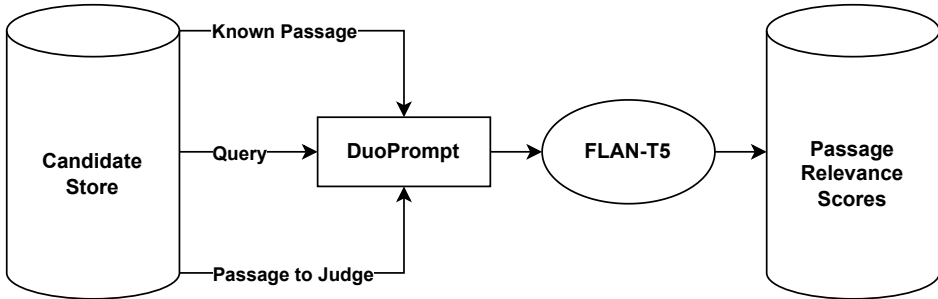 Known Passage
Candidate
Store
Query
DuoPrompt
FLAN-T5
Passage
Relevance
Scores
Passage to Judge